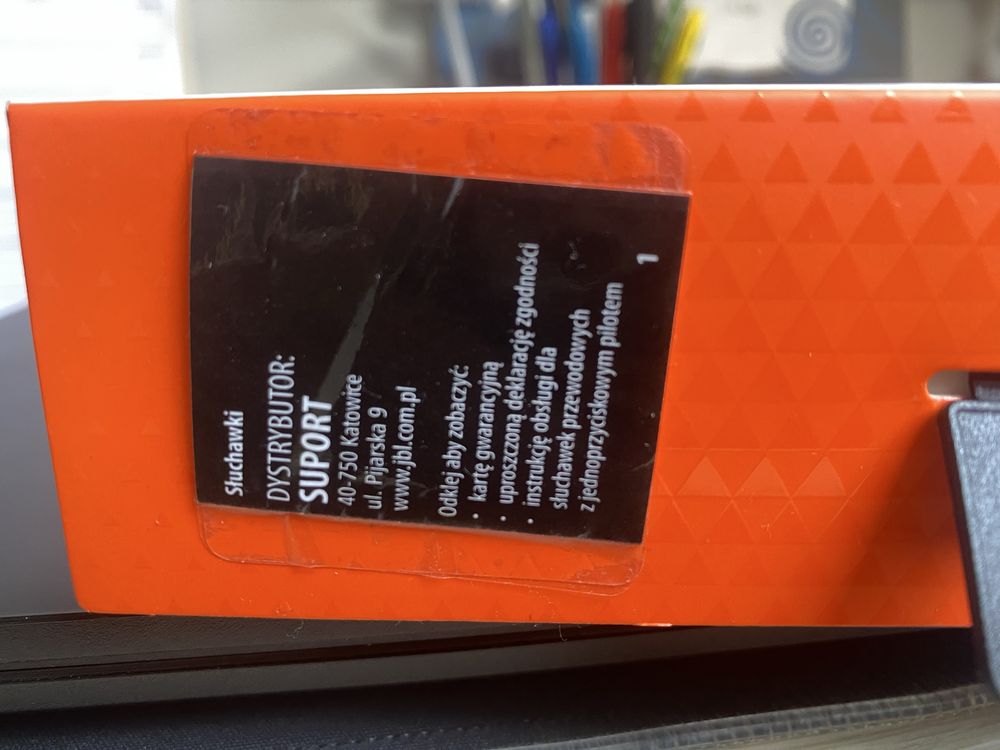 Słuchawki
DYSTRYBUTOR:
SUPORT
40-750 Katowice
ul. Pijarska 9
www.jbl.com.pl
Odklej aby zobaczyć:
• kartę gwarancyjną
• uproszczoną deklarację zgodności
• instrukcję obsługi dla
słuchawek przewodowych
z jednoprzyciskowym pilotem
1